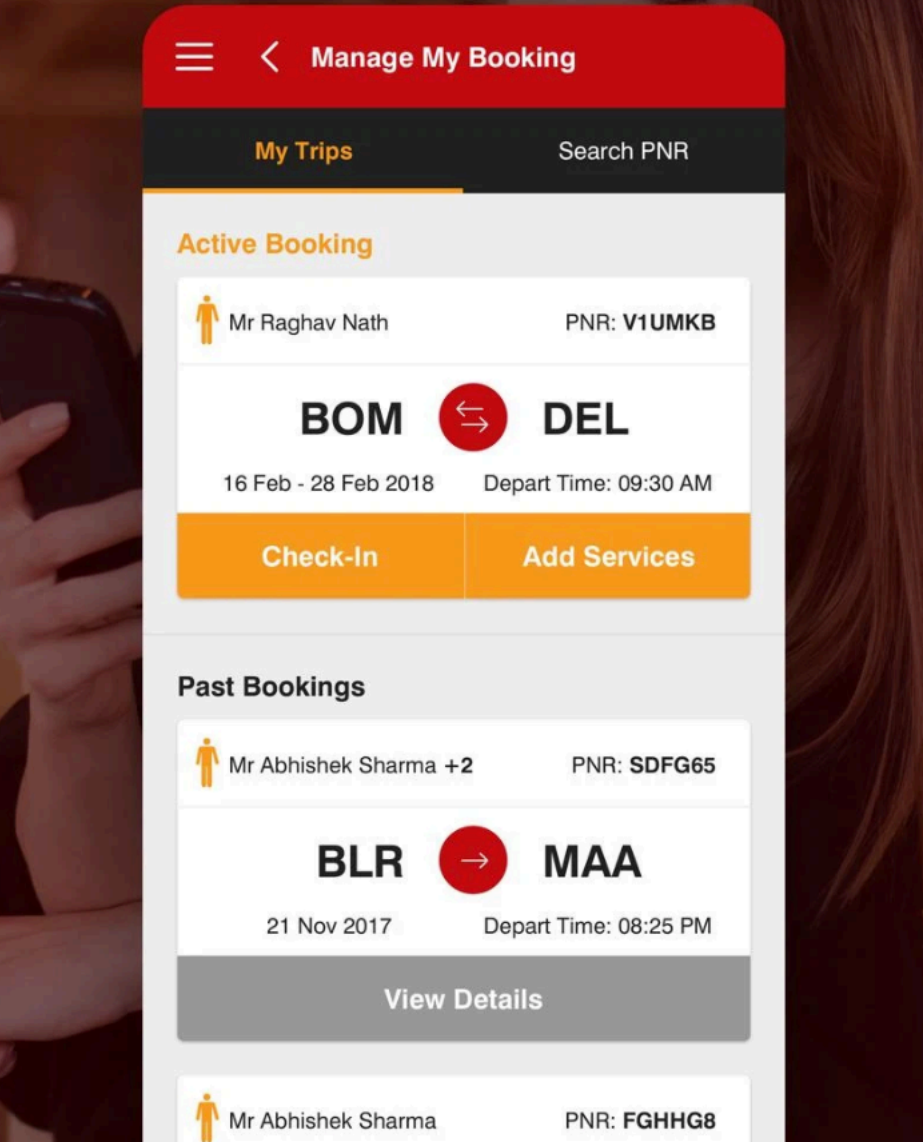 Manage My Booking
My Trips Search PNR
Active Booking
Mr Raghav Nath PNR: V1UMKB
BOM DEL
16 Feb - 28 Feb 2018 Depart Time: 09:30 AM
Check-In Add Services
Past Bookings
Mr Abhishek Sharma +2 PNR: SDFG65
BLR MAA
21 Nov 2017 Depart Time: 08:25 PM
View Details
Mr Abhishek Sharma PNR: FGHHG8